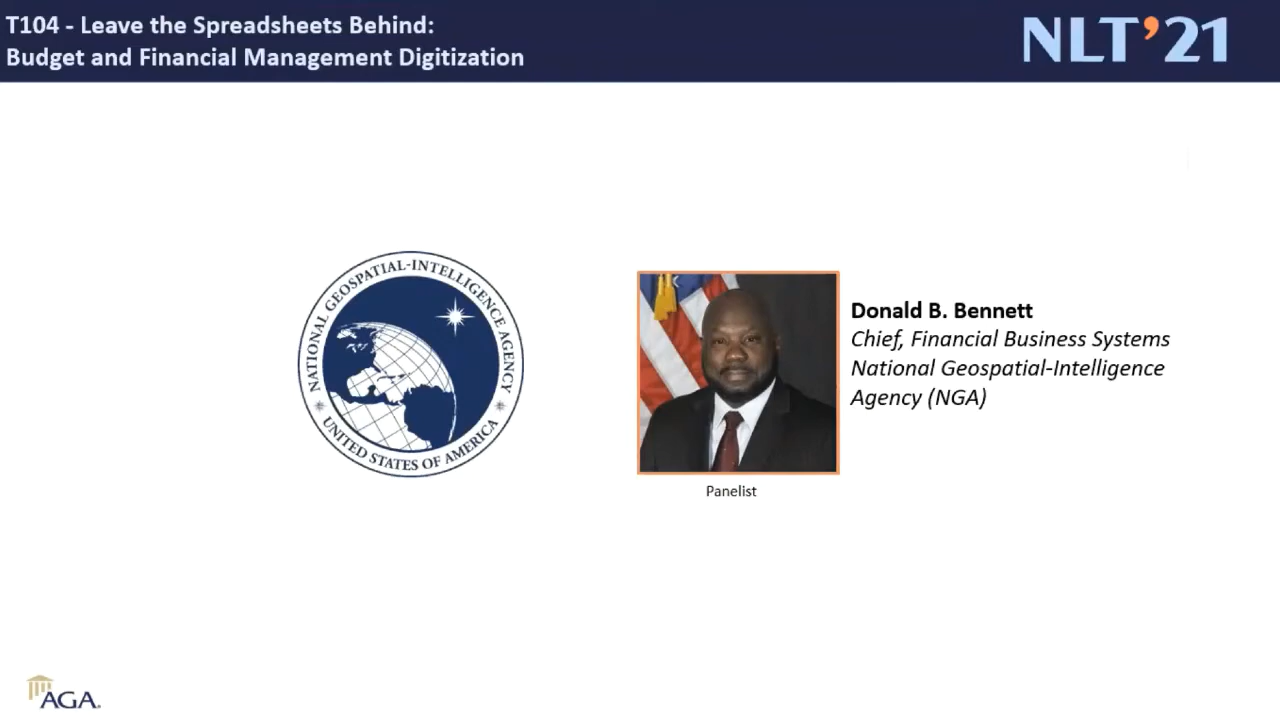 T104 - Leave the Spreadsheets Behind:
Budget and Financial Management Digitization
NLT’21
NATIONAL GEOSPATIAL-INTELLIGENCE AGENCY
UNITED STATES OF AMERICA
Donald B. Bennett
Chief, Financial Business Systems
National Geospatial-Intelligence
Agency (NGA)
Panelist
AGA.